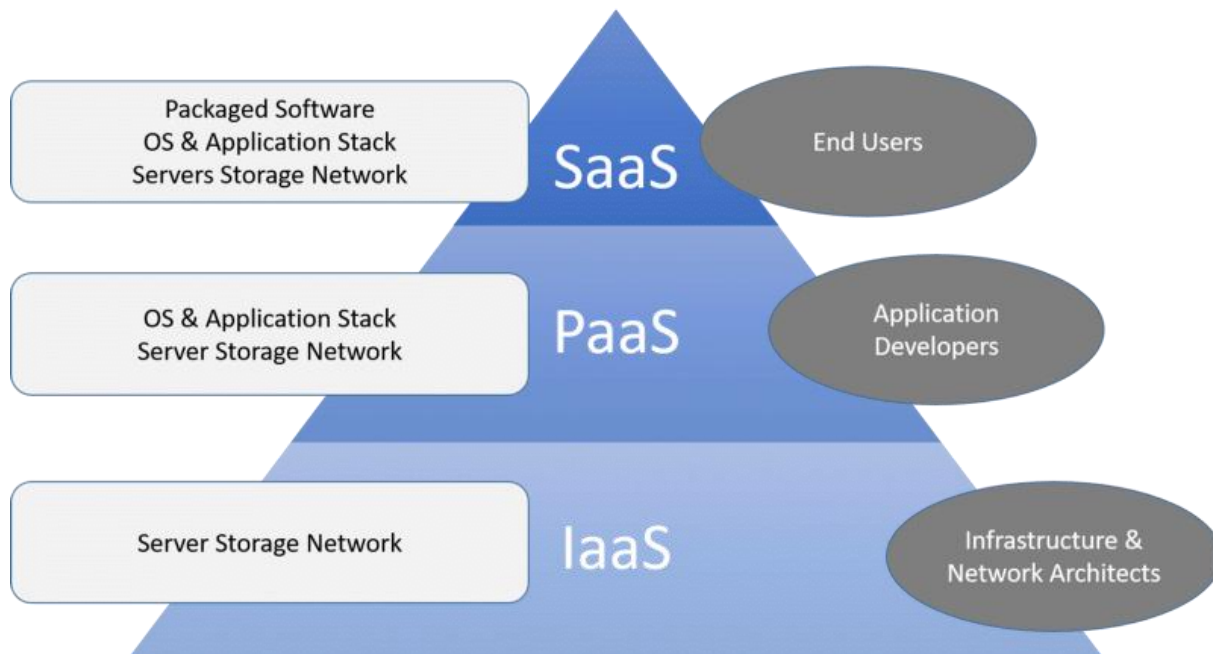 Packaged Software
OS & Application Stack
Servers Storage Network
SaaS
End Users
OS & Application Stack
Server Storage Network
PaaS
Application
Developers
Server Storage Network
IaaS
Infrastructure &
Network Architects